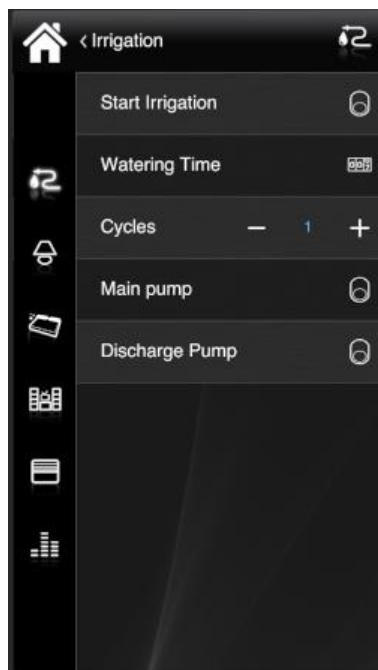 < Irrigation
Start Irrigation
Watering Time
Cycles — 1 +
Main pump
Discharge Pump